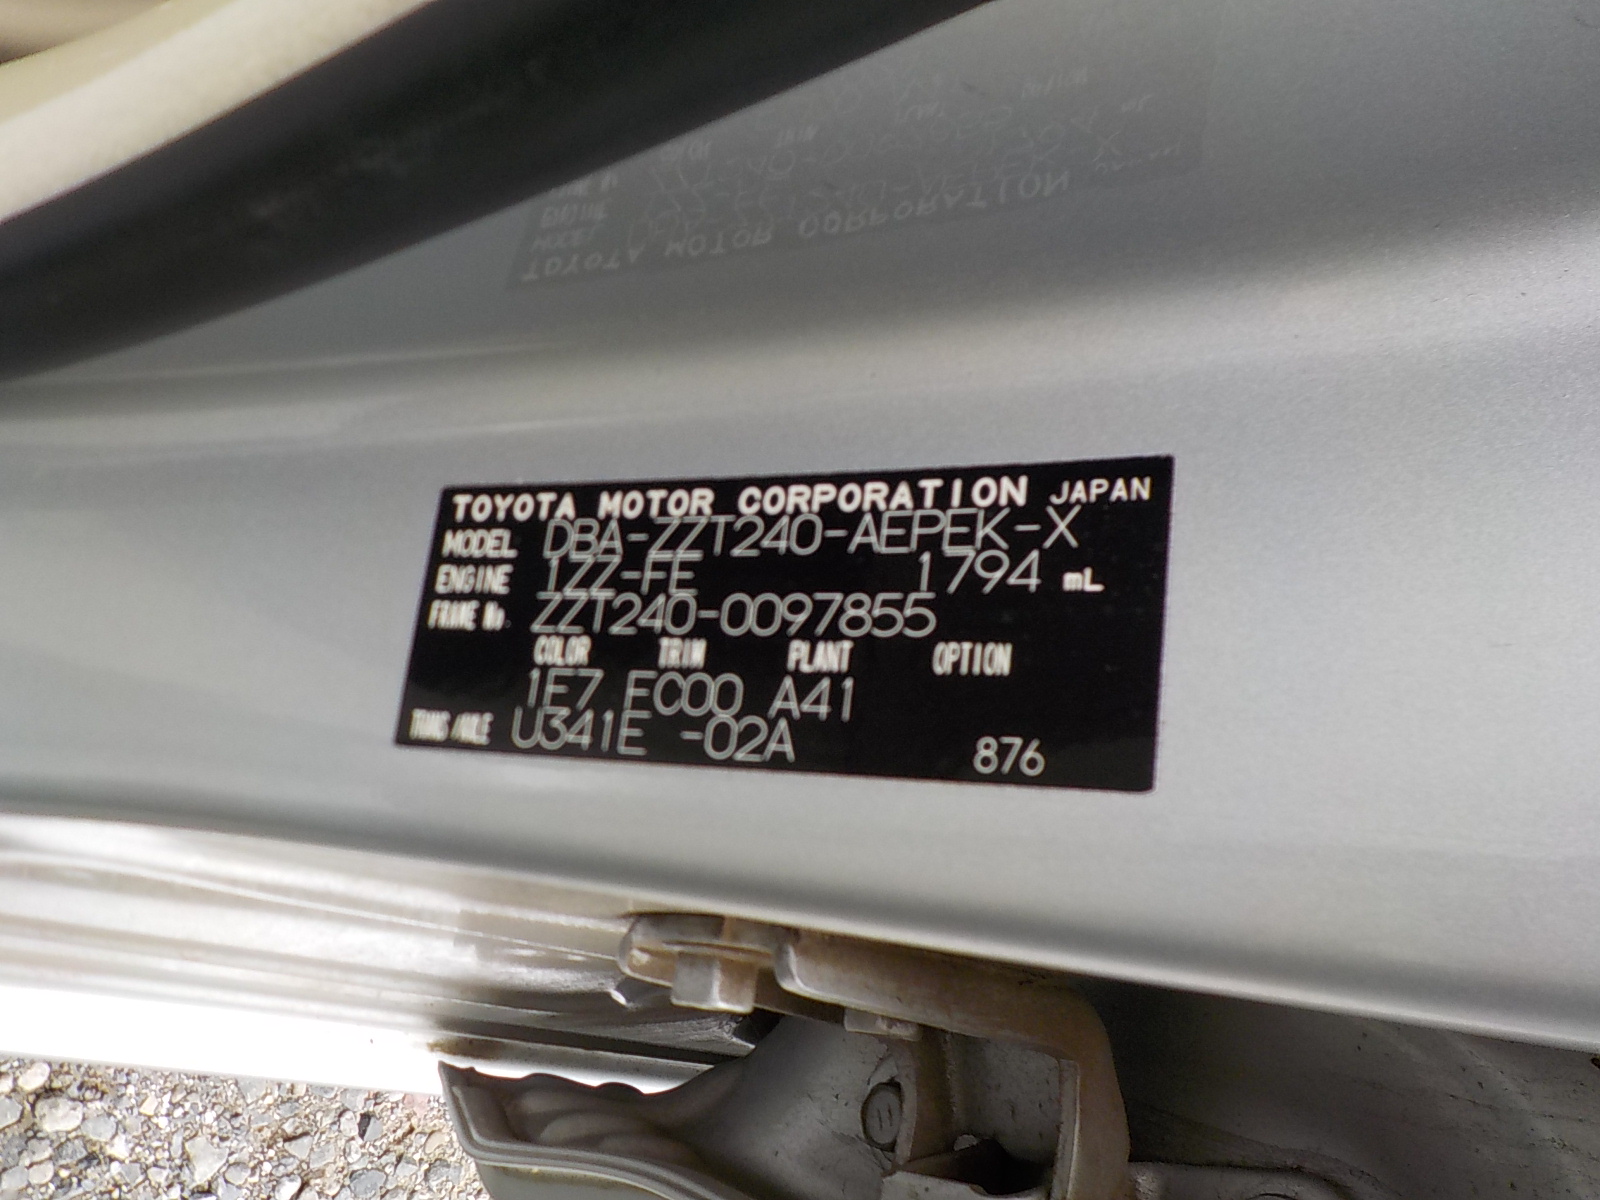 TOYOTA MOTOR CORPORATION JAPAN
MODEL DBA-ZZT240-AEPEK-X
ENGINE 1ZZ-FE 1794 mL
FRAME No. ZZT240-0097855
COLOR TRIM PLANT OPTION
1E7 FC00 A41
TRANS/AXLE U341E -02A 876